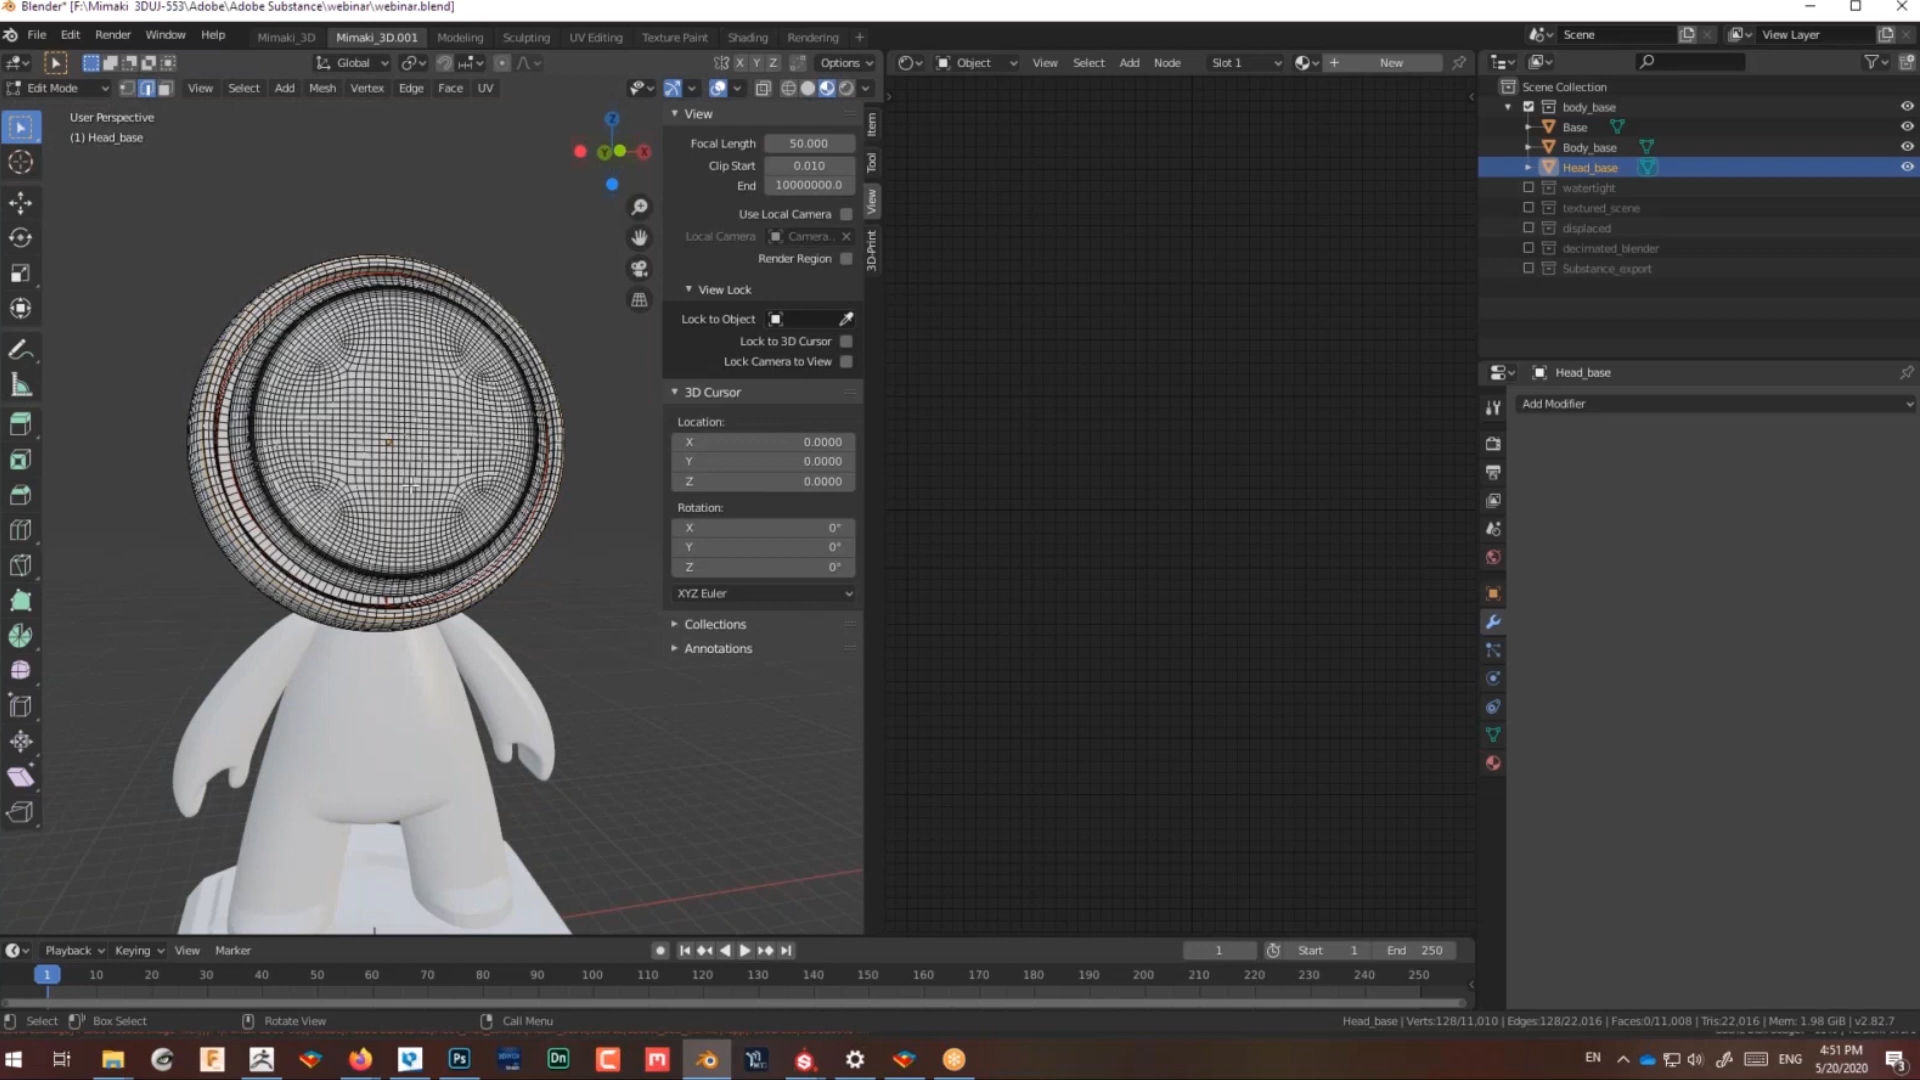 Blender* [F:\Mimaki 3DUJ-553\Adobe\Adobe Substance\webinar\webinar.blend]
File Edit Render Window Help Mimaki_3D Mimaki_3D.001 Modeling Sculpting UV Editing Texture Paint Shading Rendering + Scene View Layer
Global X Y Z Options Object View Select Add Node Slot 1 + New
Edit Mode View Select Add Mesh Vertex Edge Face UV
Scene Collection
body_base
Base
Body_base
Head_base
watertight
textured_scene
displaced
decimated_blender
Substance_export
User Perspective
(1) Head_base
Z
Y X
View
Focal Length 50.000
Clip Start 0.010
End 10000000.0
Use Local Camera
Local Camera Camera..
Render Region
View Lock
Lock to Object
Lock to 3D Cursor
Lock Camera to View
3D Cursor
Location:
X 0.0000
Y 0.0000
Z 0.0000
Rotation:
X 0°
Y 0°
Z 0°
XYZ Euler
Collections
Annotations
Item
Tool
View
3D-Print
Head_base
Add Modifier
Playback Keying View Marker 1 Start 1 End 250
1 10 20 30 40 50 60 70 80 90 100 110 120 130 140 150 160 170 180 190 200 210 220 230 240 250
Select Box Select Rotate View Call Menu Head_base | Verts:128/11,010 | Edges:128/22,016 | Faces:0/11,008 | Tris:22,016 | Mem: 1.98 GiB | v2.82.7
Ps Dn EN ENG 4:51 PM
5/20/2020
3